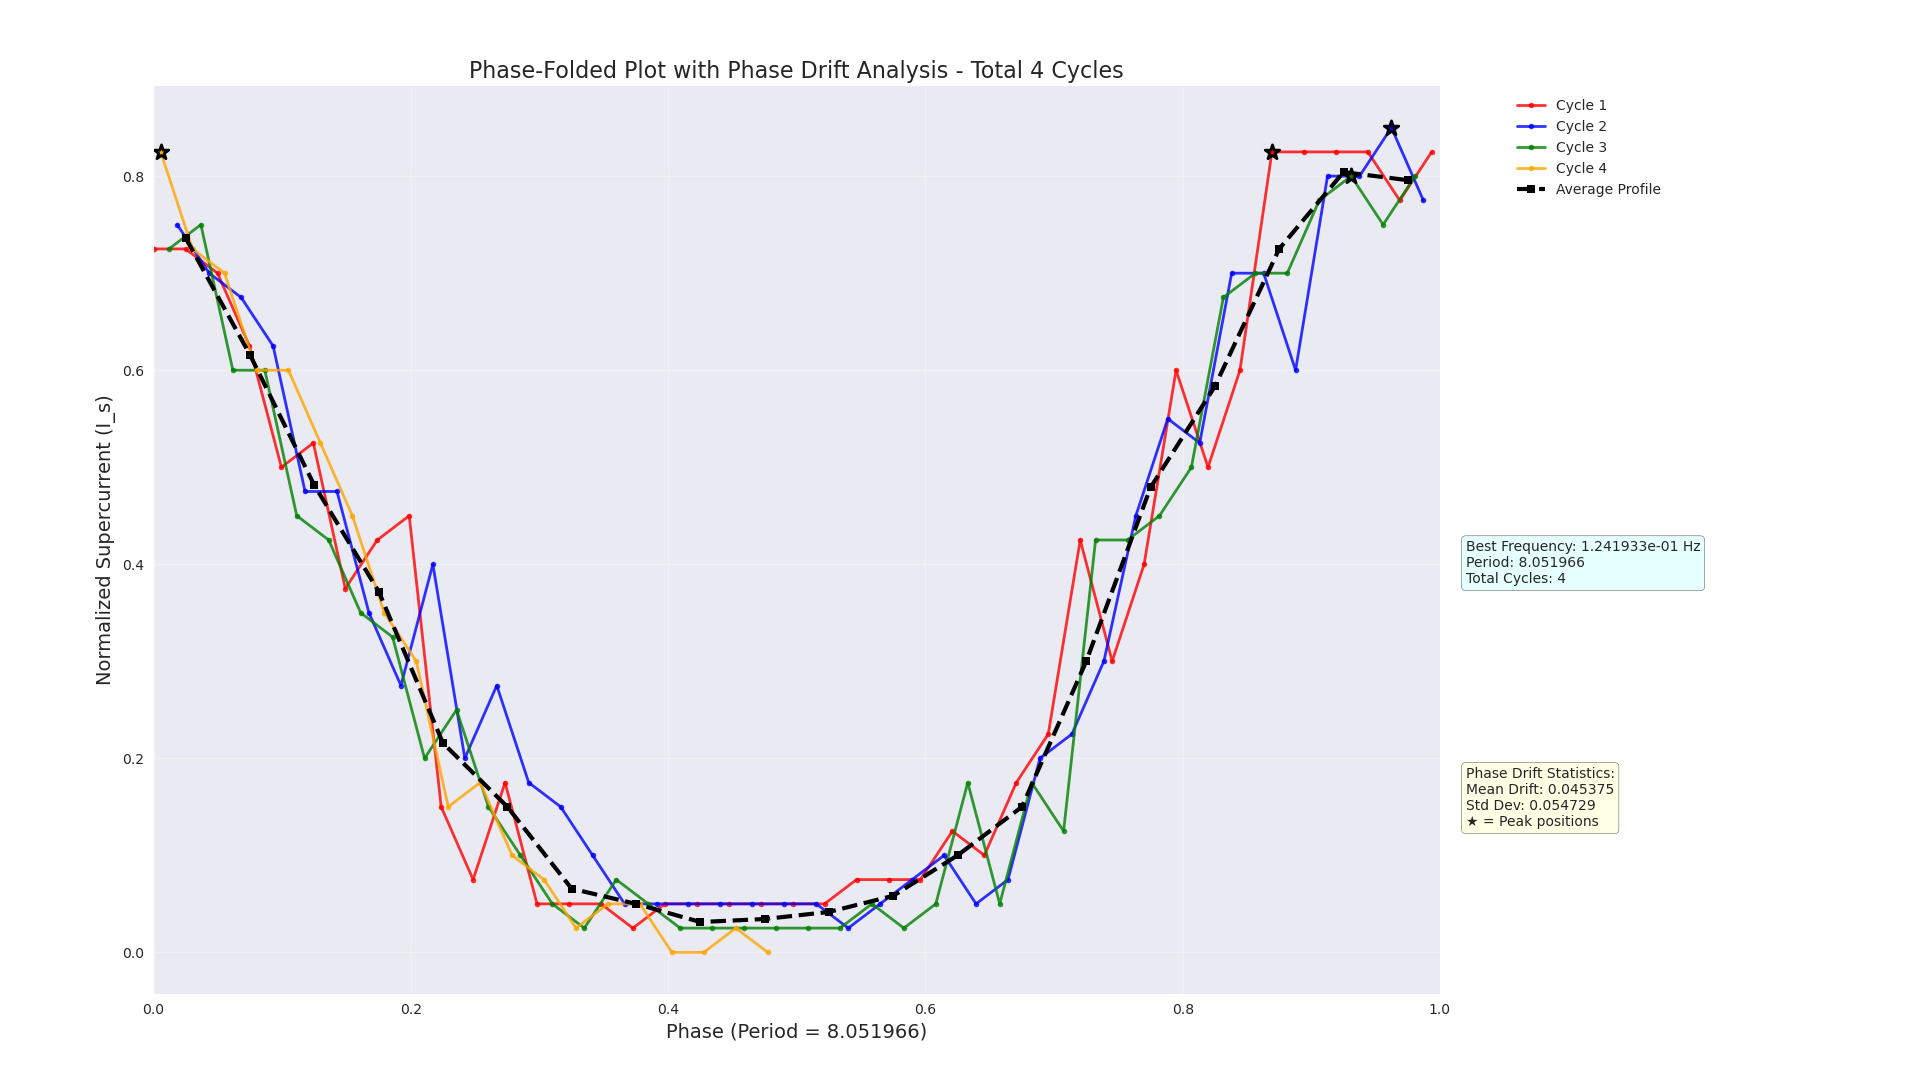 Phase-Folded Plot with Phase Drift Analysis - Total 4 Cycles
Normalized Supercurrent (I_s)
0.8
0.6
0.4
0.2
0.0
0.0
0.2
0.4
0.6
0.8
1.0
Phase (Period = 8.051966)
Cycle 1
Cycle 2
Cycle 3
Cycle 4
Average Profile
Best Frequency: 1.241933e-01 Hz
Period: 8.051966
Total Cycles: 4
Phase Drift Statistics:
Mean Drift: 0.045375
Std Dev: 0.054729
★ = Peak positions